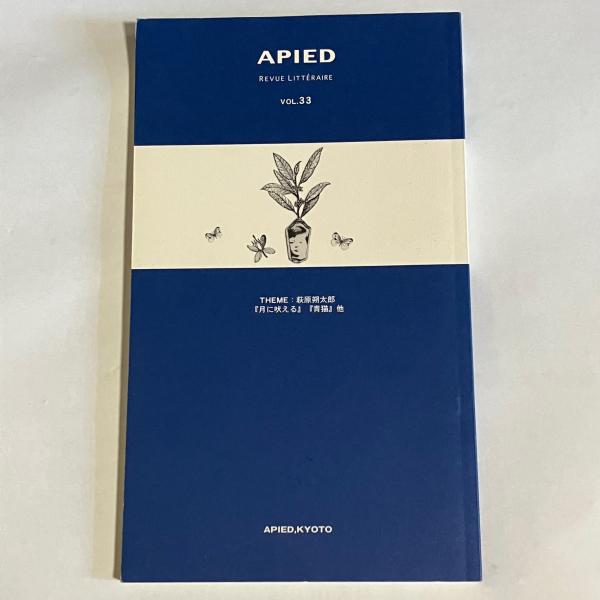 APIED
REVUE LITTÉRAIRE
VOL.33
THEME：萩原朔太郎
『月に吠える』『青猫』他
APIED,KYOTO